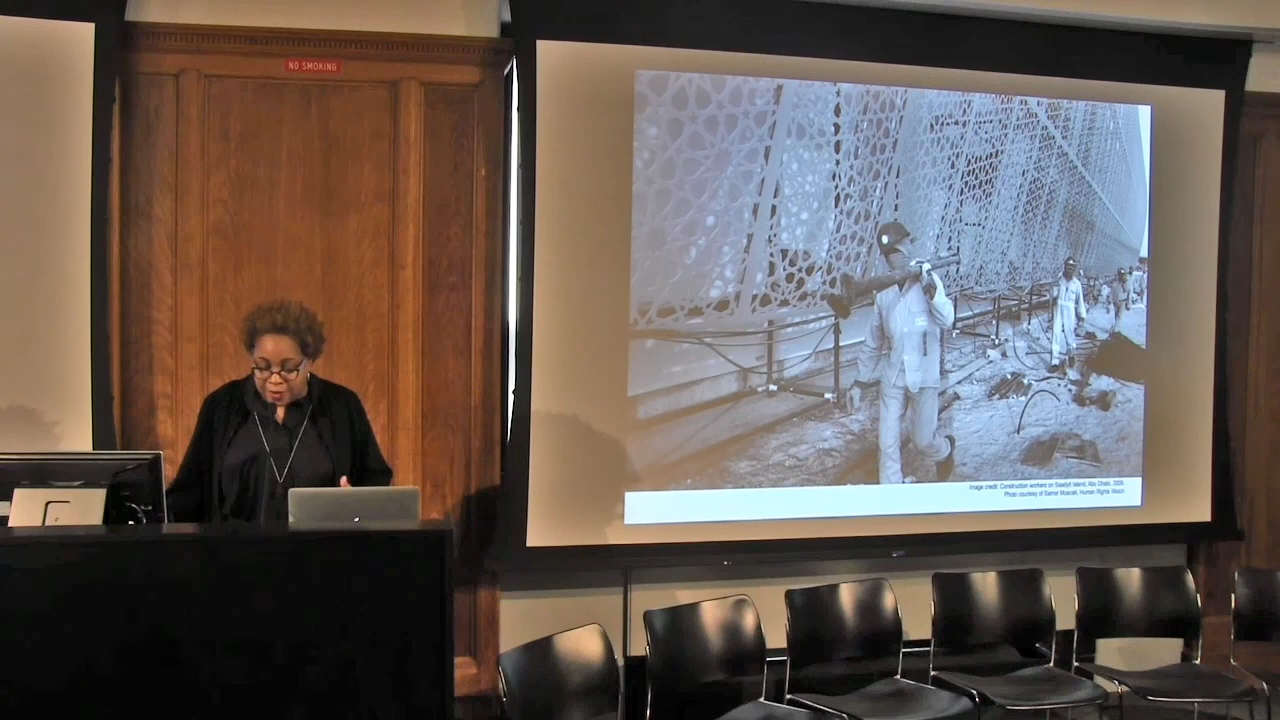 NO SMOKING
Image credit: Construction workers on Saadiyt Island, Abu Dhabi, 2009.
Photo courtesy of Samer Muscati, Human Rights Watch